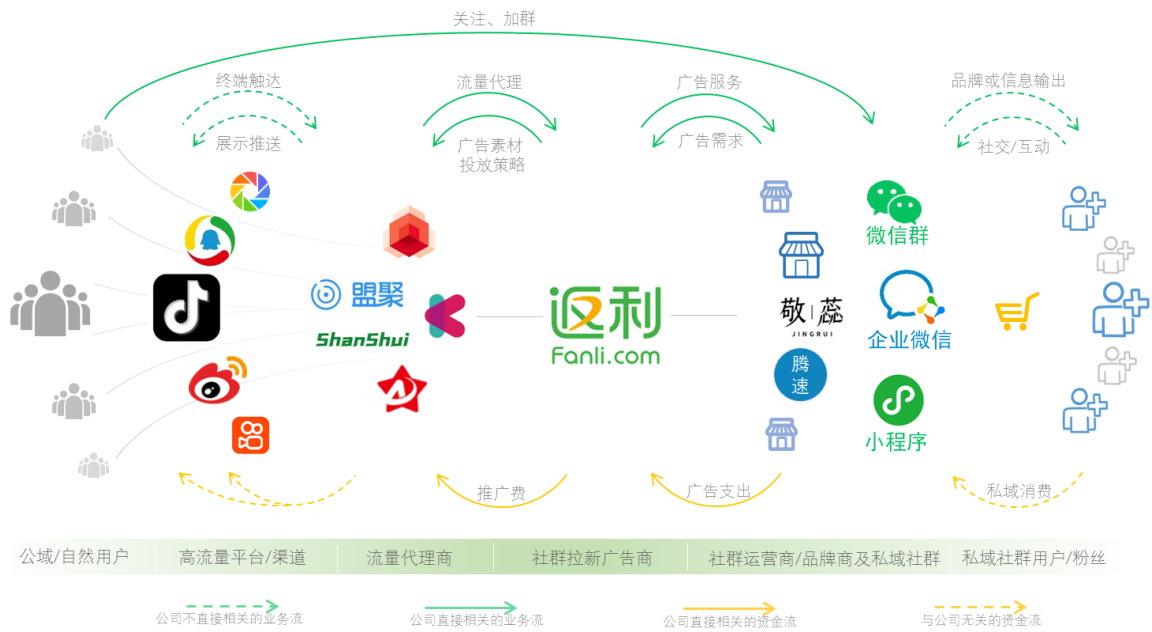 关注、加群
终端触达
流量代理
广告服务
品牌或信息输出
展示推送
广告素材
投放策略
广告需求
社交/互动
微信群
盟聚
ShanShui
返利
Fanli.com
敬 蕊
JINGRUI
企业微信
腾
速
小程序
推广费
广告支出
私域消费
公域/自然用户
高流量平台/渠道
流量代理商
社群拉新广告商
社群运营商/品牌商及私域社群
私域社群用户/粉丝
公司不直接相关的业务流
公司直接相关的业务流
公司直接相关的资金流
与公司无关的资金流